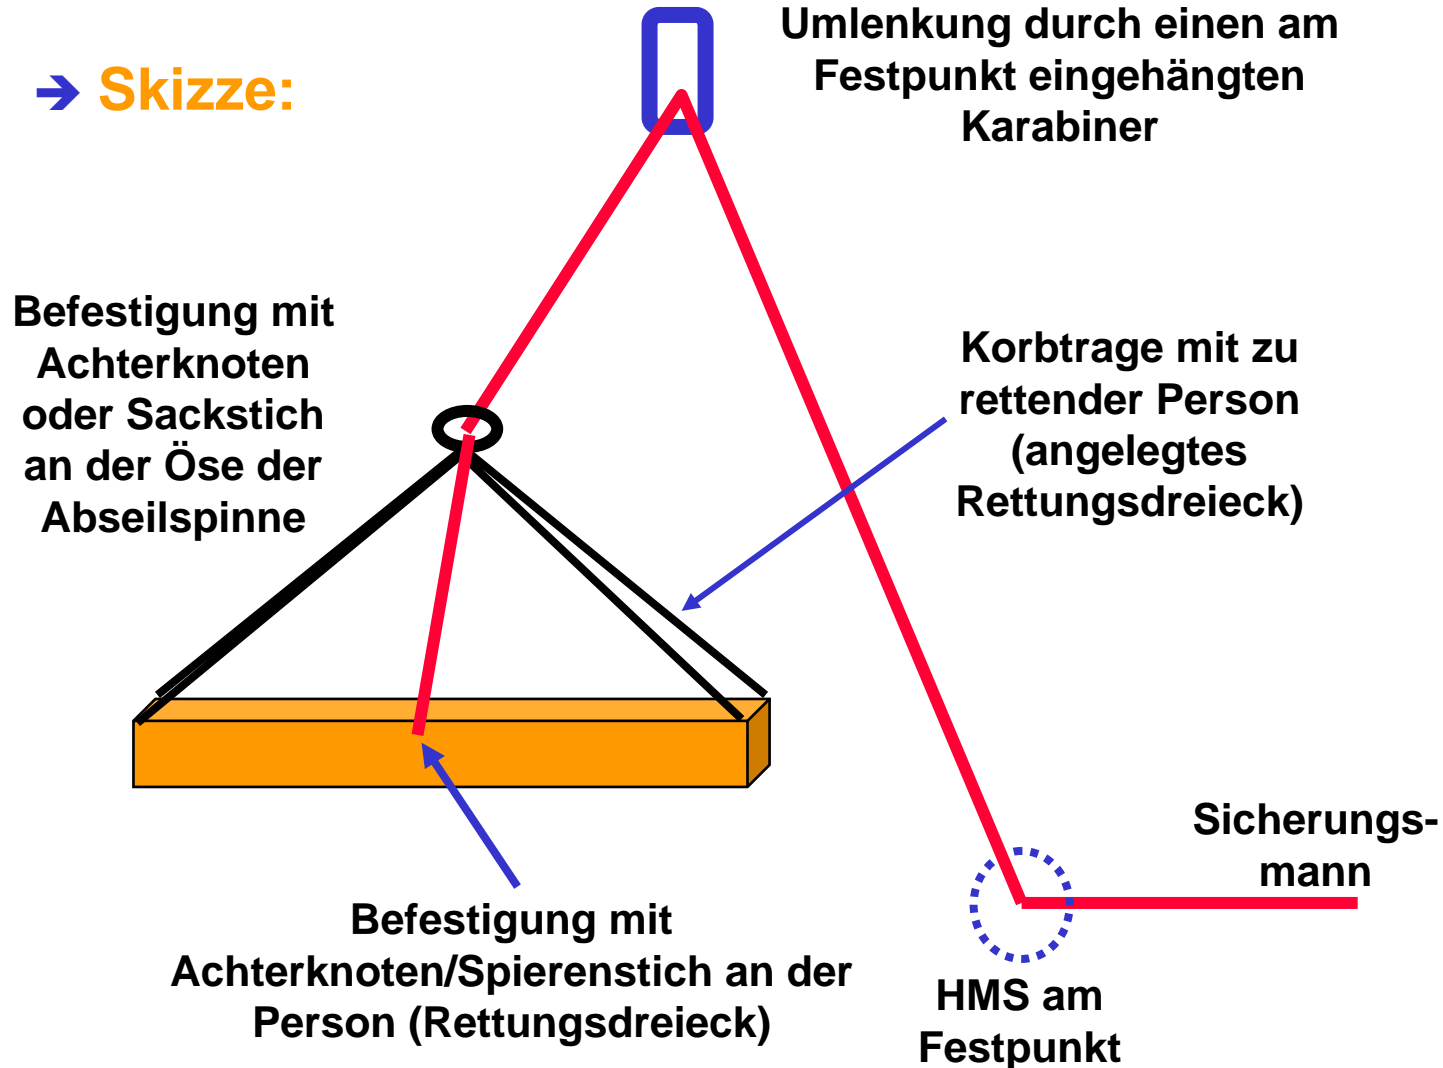 ➔ Skizze:
Umlenkung durch einen am
Festpunkt eingehängten
Karabiner
Befestigung mit
Achterknoten
oder Sackstich
an der Öse der
Abseilspinne
Korbtrage mit zu
rettender Person
(angelegtes
Rettungsdreieck)
Sicherungs-
mann
Befestigung mit
Achterknoten/Spierenstich an der
Person (Rettungsdreieck)
HMS am
Festpunkt